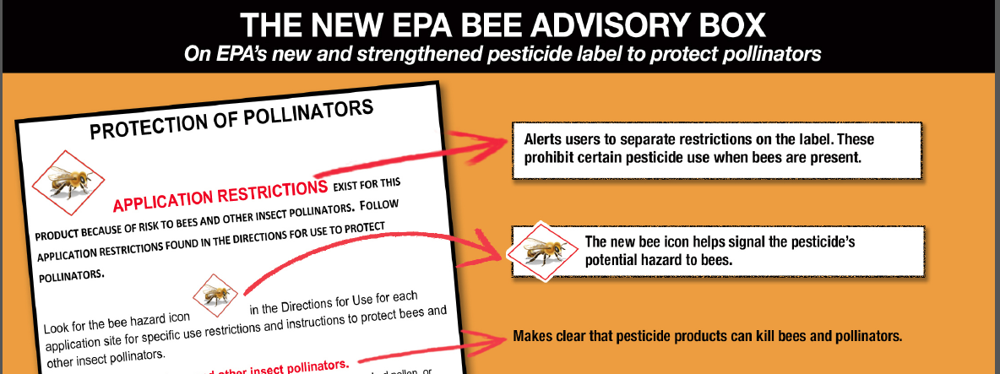 THE NEW EPA BEE ADVISORY BOX
On EPA's new and strengthened pesticide label to protect pollinators
PROTECTION OF POLLINATORS
APPLICATION RESTRICTIONS EXIST FOR THIS
PRODUCT BECAUSE OF RISK TO BEES AND OTHER INSECT POLLINATORS. FOLLOW
APPLICATION RESTRICTIONS FOUND IN THE DIRECTIONS FOR USE TO PROTECT
POLLINATORS.
Look for the bee hazard icon in the Directions for Use for each
application site for specific use restrictions and instructions to protect bees and
other insect pollinators.
other insect pollinators.
pollen, or
Alerts users to separate restrictions on the label. These
prohibit certain pesticide use when bees are present.
The new bee icon helps signal the pesticide's
potential hazard to bees.
Makes clear that pesticide products can kill bees and pollinators.